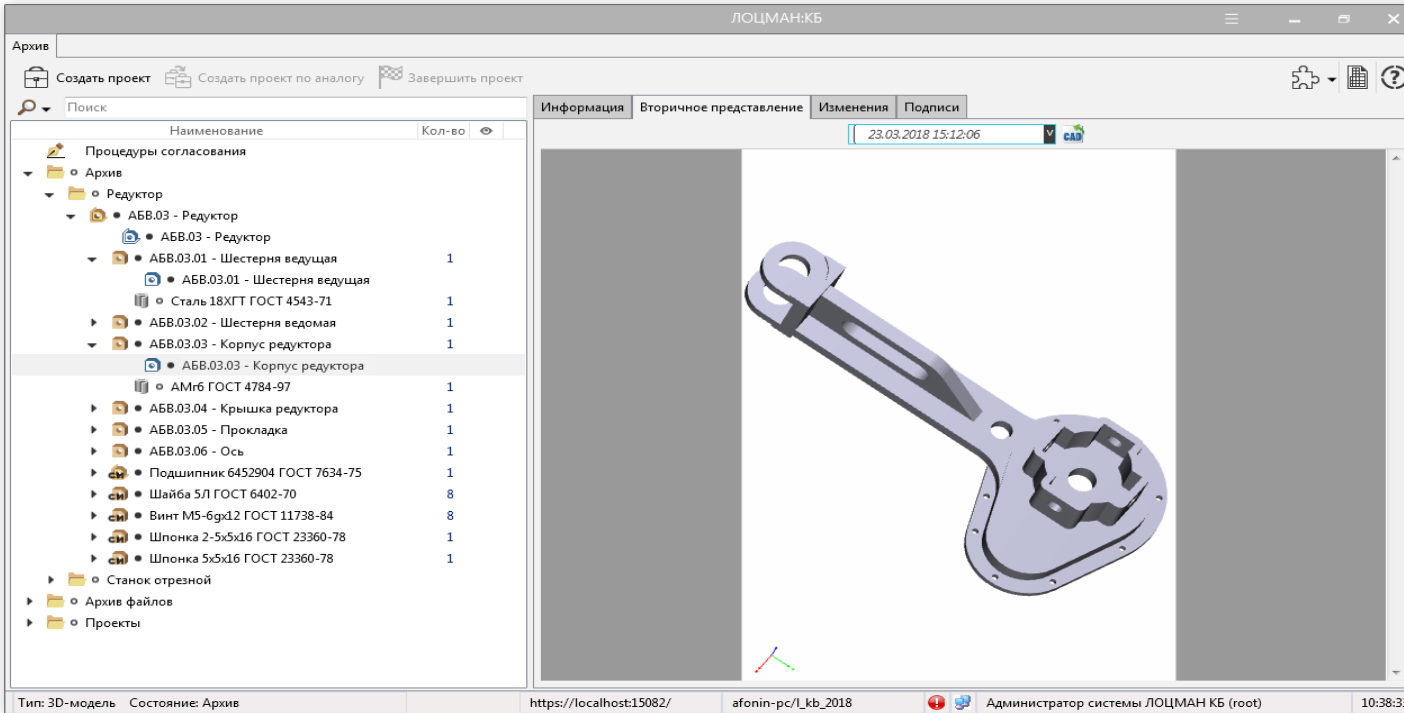 ЛОЦМАН:КБ
Архив
Создать проект Создать проект по аналогу Завершить проект
Поиск
Информация Вторичное представление Изменения Подписи
Наименование Кол-во
23.03.2018 15:12:06 CAD
Процедуры согласования
Архив
Редуктор
АБВ.03 - Редуктор
АБВ.03 - Редуктор
АБВ.03.01 - Шестерня ведущая 1
АБВ.03.01 - Шестерня ведущая
Сталь 18ХГТ ГОСТ 4543-71 1
АБВ.03.02 - Шестерня ведомая 1
АБВ.03.03 - Корпус редуктора 1
АБВ.03.03 - Корпус редуктора
АМг6 ГОСТ 4784-97 1
АБВ.03.04 - Крышка редуктора 1
АБВ.03.05 - Прокладка 1
АБВ.03.06 - Ось 1
СИ Подшипник 6452904 ГОСТ 7634-75 1
СИ Шайба 5Л ГОСТ 6402-70 8
СИ Винт М5-6gx12 ГОСТ 11738-84 8
СИ Шпонка 2-5x5x16 ГОСТ 23360-78 1
СИ Шпонка 5x5x16 ГОСТ 23360-78 1
Станок отрезной
Архив файлов
Проекты
Тип: 3D-модель Состояние: Архив https://localhost:15082/ afonin-pc/l_kb_2018 Администратор системы ЛОЦМАН КБ (root)